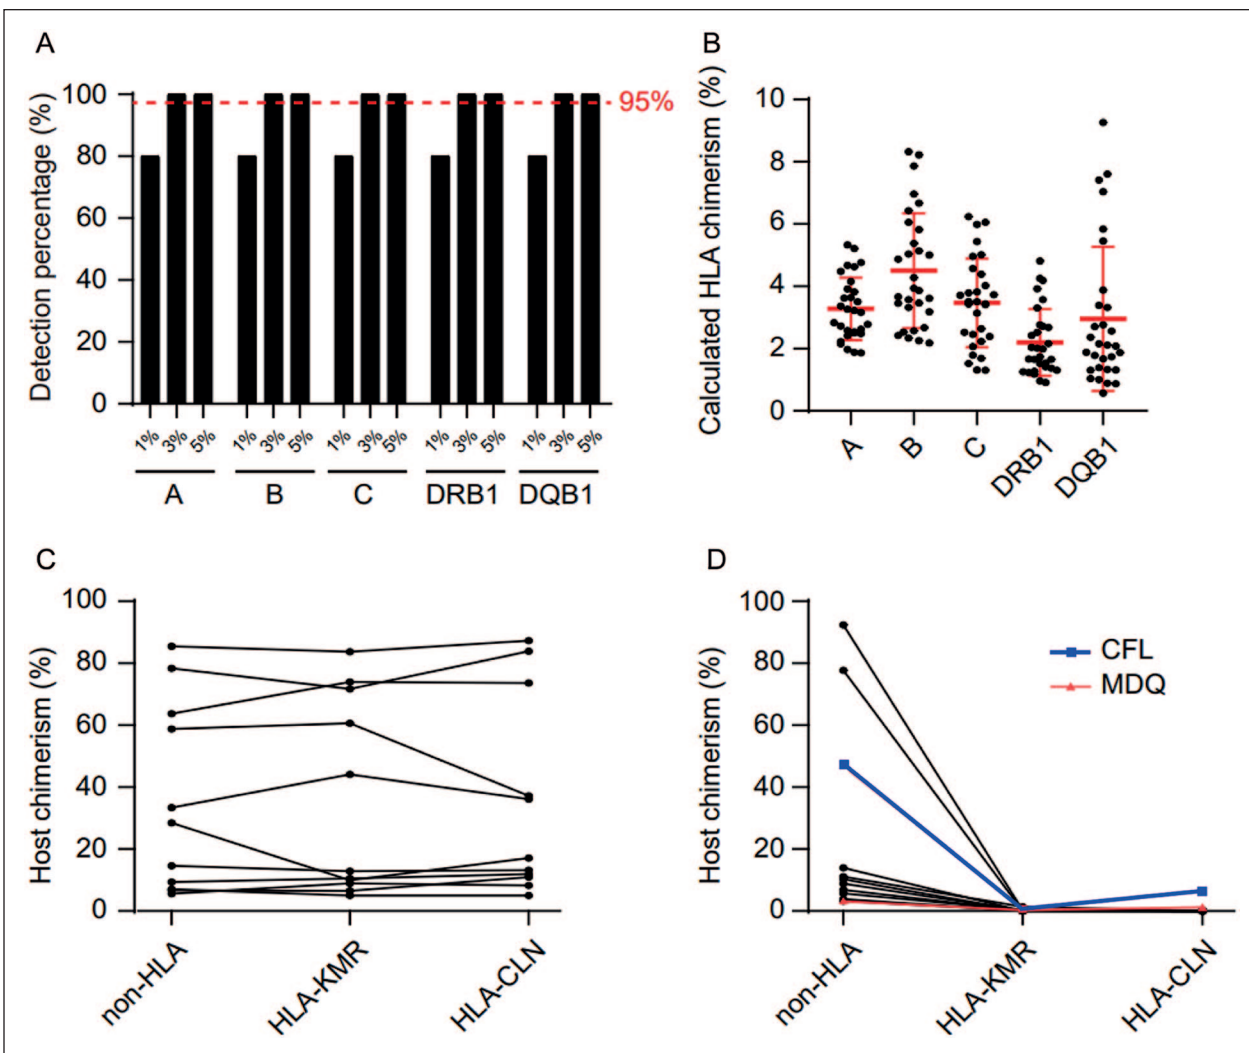 A
Detection percentage (%)
100
80
60
40
20
0
95%
1% 3% 5% 1% 3% 5% 1% 3% 5% 1% 3% 5% 1% 3% 5%
A B C DRB1 DQB1
B
Calculated HLA chimerism (%)
10
8
6
4
2
0
A B C DRB1 DQB1
C
Host chimerism (%)
100
80
60
40
20
0
non-HLA HLA-KMR HLA-CLN
D
Host chimerism (%)
100
80
60
40
20
0
CFL
MDQ
non-HLA HLA-KMR HLA-CLN